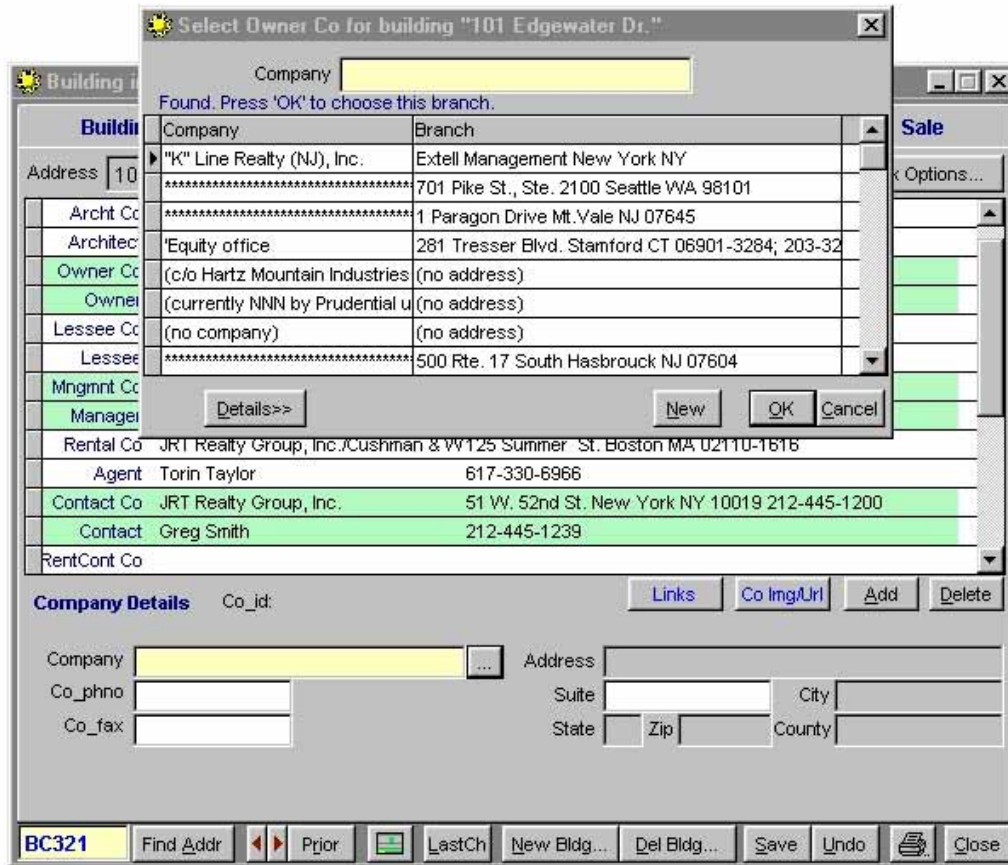 Select Owner Co for building "101 Edgewater Dr."
Company
Found. Press 'OK' to choose this branch.
Company Branch
"K" Line Realty (NJ), Inc. Extell Management New York NY
************************************* 701 Pike St., Ste. 2100 Seattle WA 98101
************************************* 1 Paragon Drive Mt.Vale NJ 07645
'Equity office 281 Tresser Blvd. Stamford CT 06901-3284; 203-32
(c/o Hartz Mountain Industries (no address)
(currently NNN by Prudential u (no address)
(no company) (no address)
************************************* 500 Rte. 17 South Hasbrouck NJ 07604
Details>> New OK Cancel
Building i
Buildin Sale
Address 10 Options...
Archt Co
Architec
Owner Co
Owner
Lessee Co
Lessee
Mngmnt Co
Manager
Rental Co JRT Realty Group, Inc./Cushman & W 125 Summer St. Boston MA 02110-1616
Agent Torin Taylor 617-330-6966
Contact Co JRT Realty Group, Inc. 51 W. 52nd St. New York NY 10019 212-445-1200
Contact Greg Smith 212-445-1239
RentCont Co
Company Details Co_id: Links Co Img/Url Add Delete
Company ... Address
Co_phno Suite City
Co_fax State Zip County
BC321 Find Addr Prior LastCh New Bldg... Del Bldg... Save Undo Close